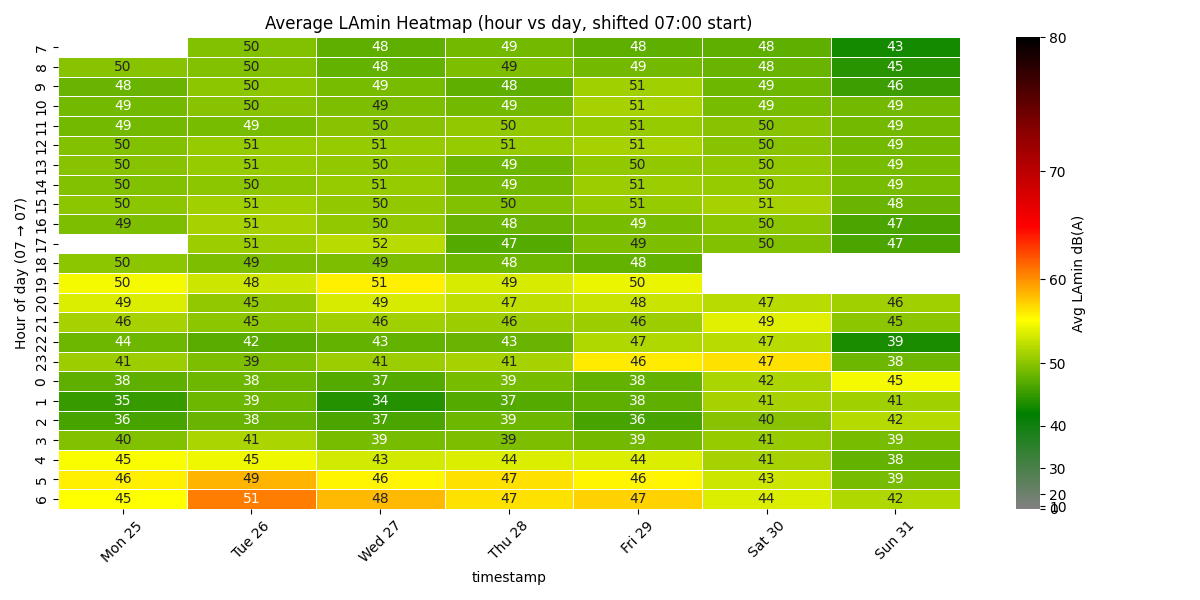 Average LAmin Heatmap (hour vs day, shifted 07:00 start)
7 50 48 49 48 48 43
8 50 50 48 49 49 48 45
9 48 50 49 48 51 49 46
10 49 50 49 49 51 49 49
11 49 49 50 50 51 50 49
12 50 51 51 51 51 50 49
13 50 51 50 49 50 50 49
14 50 50 51 49 51 50 49
15 50 51 50 50 51 51 48
16 49 51 50 48 49 50 47
17 51 52 47 49 50 47
18 50 49 49 48 48
19 50 48 51 49 50
20 49 45 49 47 48 47 46
21 46 45 46 46 46 49 45
22 44 42 43 43 47 47 39
23 41 39 41 41 46 47 38
0 38 38 37 39 38 42 45
1 35 39 34 37 38 41 41
2 36 38 37 39 36 40 42
3 40 41 39 39 39 41 39
4 45 45 43 44 44 41 38
5 46 49 46 47 46 43 39
6 45 51 48 47 47 44 42
Hour of day (07 → 07)
Mon 25 Tue 26 Wed 27 Thu 28 Fri 29 Sat 30 Sun 31
timestamp
80
70
60
50
40
30
20
10
0
Avg LAmin dB(A)